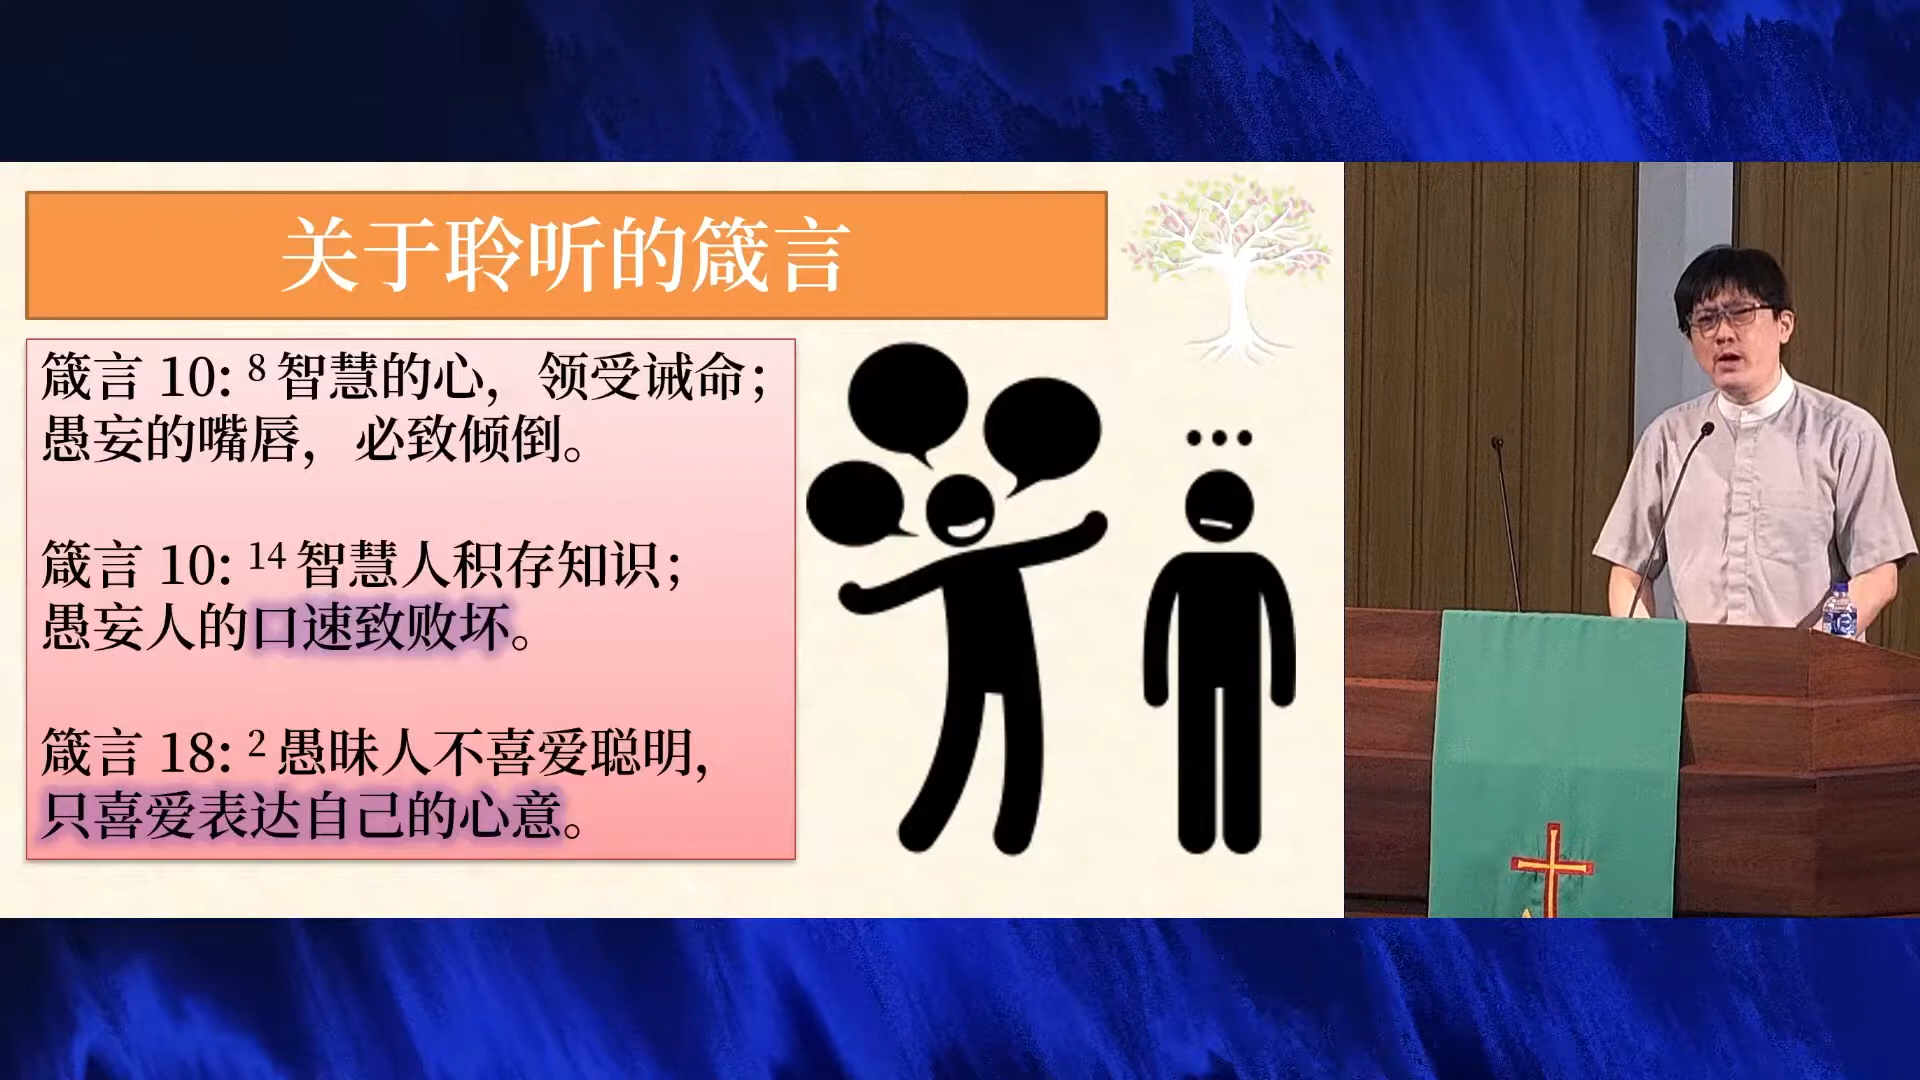 关于聆听的箴言
箴言 10: 8 智慧的心，领受诫命；
愚妄的嘴唇，必致倾倒。
箴言 10: 14 智慧人积存知识；
愚妄人的口速致败坏。
箴言 18: 2 愚昧人不喜爱聪明，
只喜爱表达自己的心意。